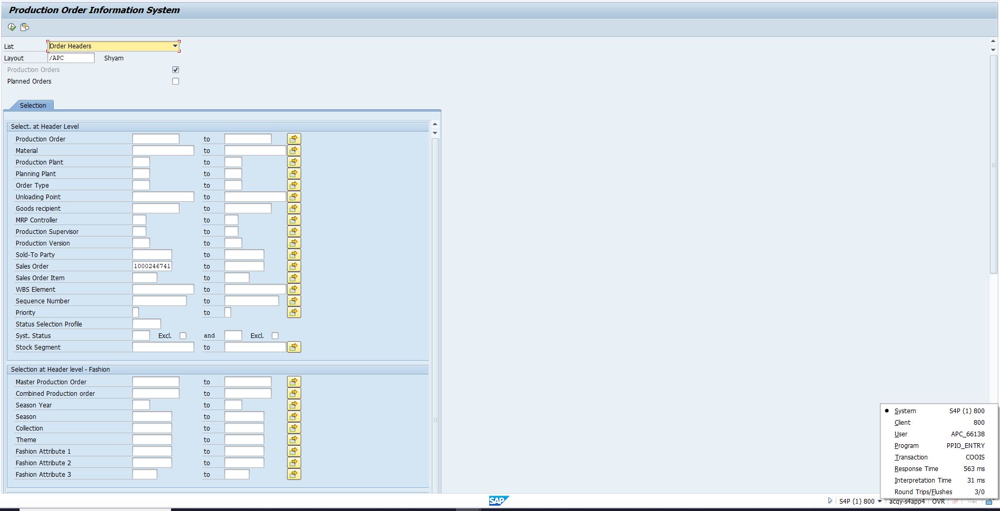 Production Order Information System
List Order Headers
Layout /APC Shyam
Production Orders
Planned Orders
Selection
Select. at Header Level
Production Order to
Material to
Production Plant to
Planning Plant to
Order Type to
Unloading Point to
Goods recipient to
MRP Controller to
Production Supervisor to
Production Version to
Sold-To Party to
Sales Order 1000246741 to
Sales Order Item to
WBS Element to
Sequence Number to
Priority to
Status Selection Profile
Syst. Status Excl. and Excl.
Stock Segment to
Selection at Header level - Fashion
Master Production Order to
Combined Production order to
Season Year to
Season to
Collection to
Theme to
Fashion Attribute 1 to
Fashion Attribute 2 to
Fashion Attribute 3 to
System S4P (1) 800
Client 800
User APC_66138
Program PPIO_ENTRY
Transaction COOIS
Response Time 563 ms
Interpretation Time 31 ms
Round Trips/Flushes 3/0
SAP S4P (1) 800 acqy-s4app4 OVR